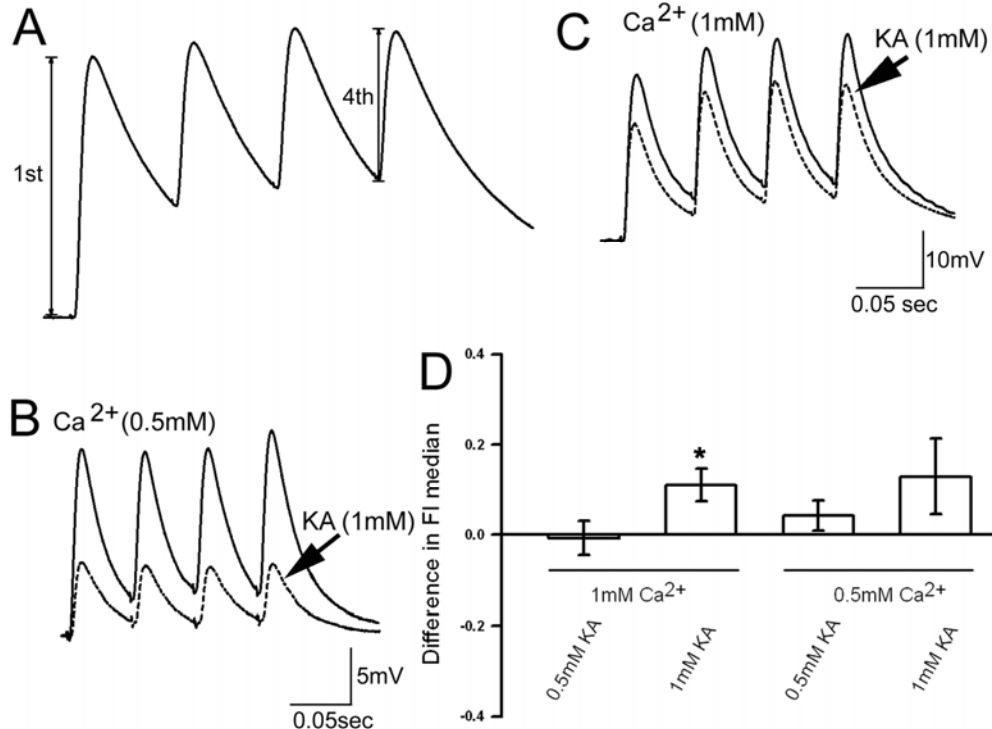 A
1st
4th
B
Ca2+ (0.5mM)
KA (1mM)
5mV
0.05sec
C
Ca2+ (1mM)
KA (1mM)
10mV
0.05 sec
D
Difference in FI median
0.4
0.2
0.0
-0.2
-0.4
*
1mM Ca2+
0.5mM Ca2+
0.5mM KA
1mM KA
0.5mM KA
1mM KA